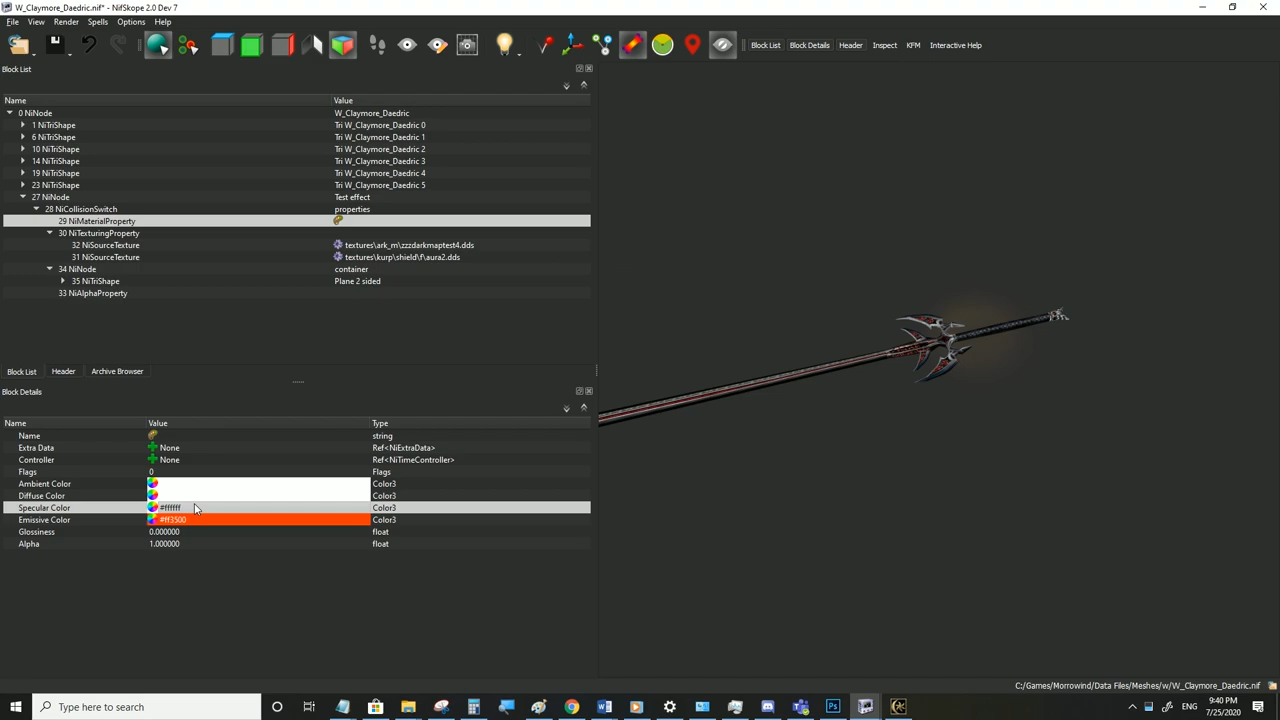 W_Claymore_Daedric.nif* - NifSkope 2.0 Dev 7
File View Render Spells Options Help
Block List Block Details Header Inspect KFM Interactive Help
Block List
Name Value
0 NiNode W_Claymore_Daedric
1 NiTriShape Tri W_Claymore_Daedric 0
6 NiTriShape Tri W_Claymore_Daedric 1
10 NiTriShape Tri W_Claymore_Daedric 2
14 NiTriShape Tri W_Claymore_Daedric 3
19 NiTriShape Tri W_Claymore_Daedric 4
23 NiTriShape Tri W_Claymore_Daedric 5
27 NiNode Test effect
28 NiCollisionSwitch properties
29 NiMaterialProperty
30 NiTexturingProperty
32 NiSourceTexture textures\ark_m\zzzdarkmaptest4.dds
31 NiSourceTexture textures\kurp\shield\f\aura2.dds
34 NiNode container
35 NiTriShape Plane 2 sided
33 NiAlphaProperty
Block List Header Archive Browser
Block Details
Name Value Type
Name string
Extra Data None Ref<NiExtraData>
Controller None Ref<NiTimeController>
Flags 0 Flags
Ambient Color Color3
Diffuse Color Color3
Specular Color #ffffff Color3
Emissive Color #ff3500 Color3
Glossiness 0.000000 float
Alpha 1.000000 float
C:/Games/Morrowind/Data Files/Meshes/w/W_Claymore_Daedric.nif
Type here to search
ENG
9:40 PM
7/25/2020